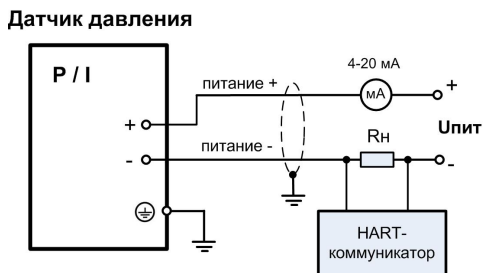 Датчик давления
P / I
4-20 мА
питание +
мА
+
+
Uпит
питание -
Rн
-
-
HART-
коммуникатор